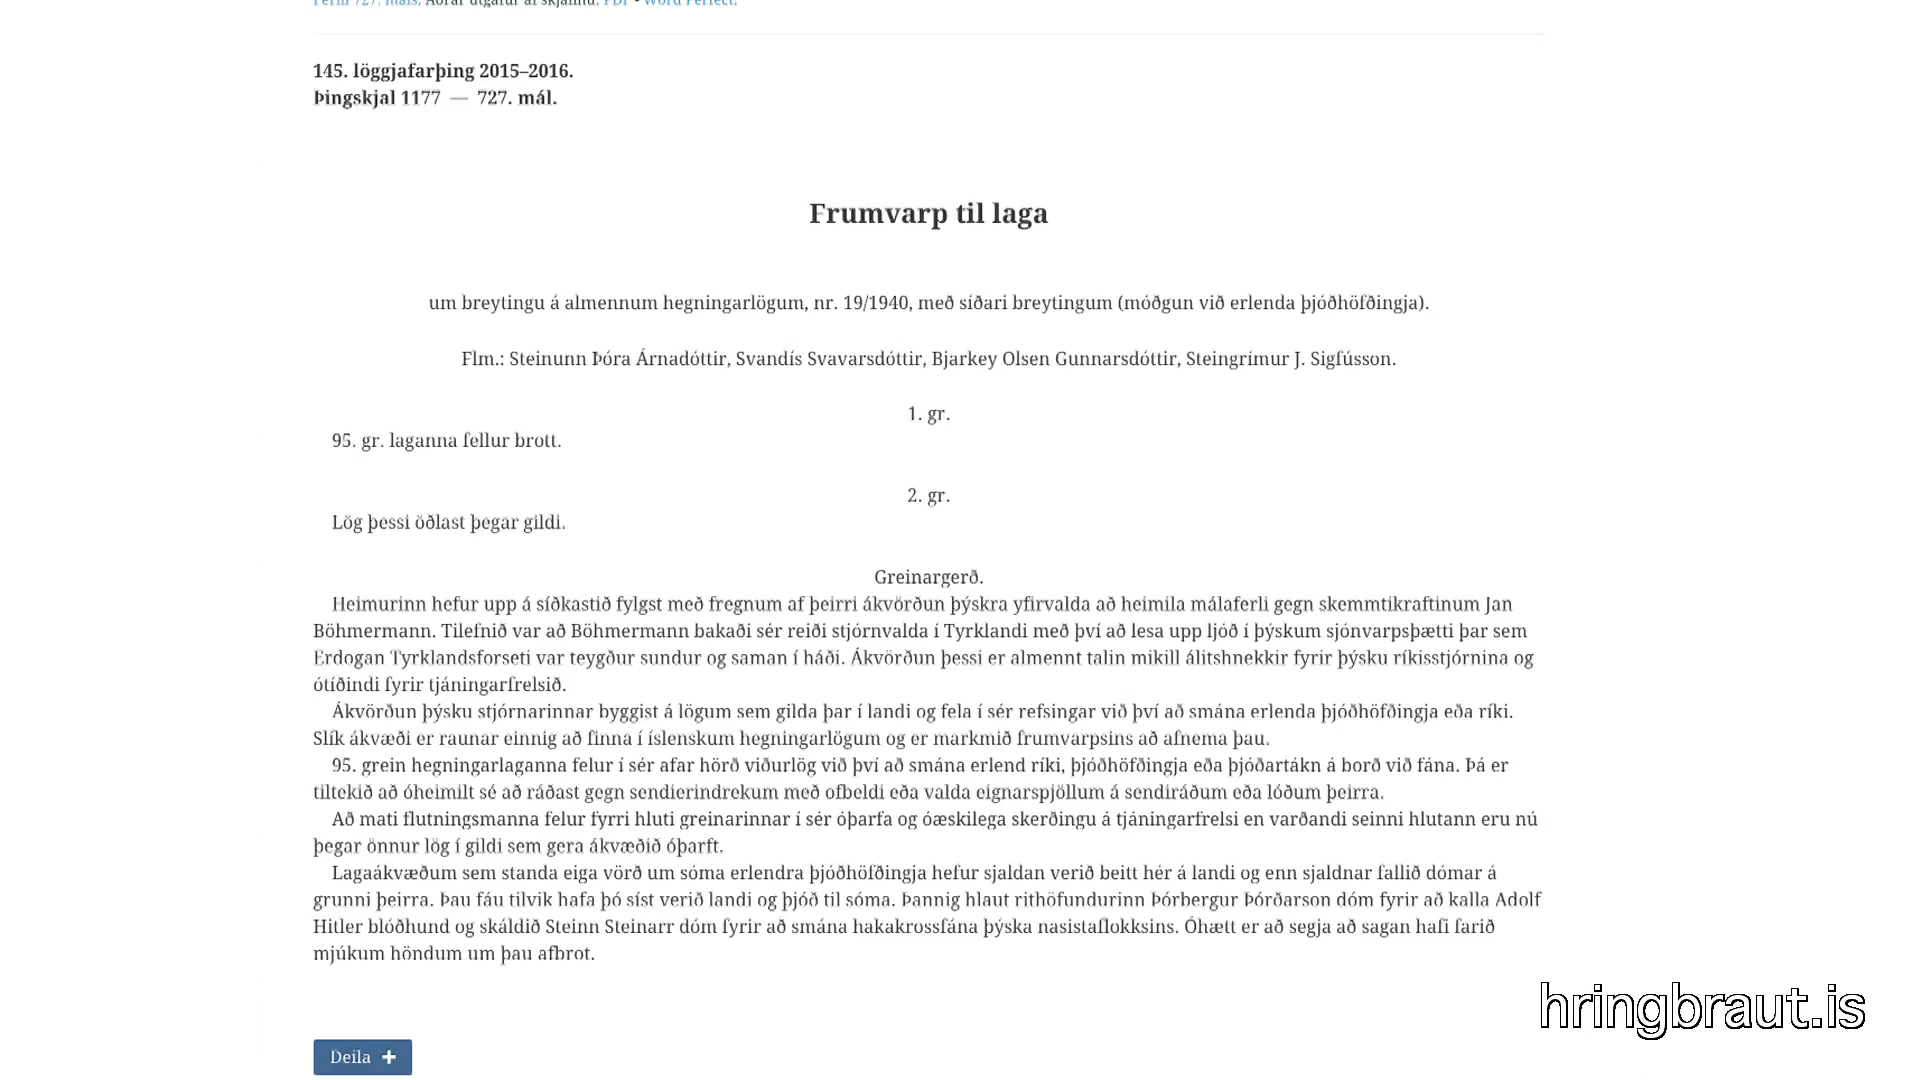 Ferill 727. máls. Aðrar útgáfur af skjalinu: PDF - Word Perfect.
145. löggjafarþing 2015–2016.
Þingskjal 1177 — 727. mál.
Frumvarp til laga
um breytingu á almennum hegningarlögum, nr. 19/1940, með síðari breytingum (móðgun við erlenda þjóðhöfðingja).
Flm.: Steinunn Þóra Árnadóttir, Svandís Svavarsdóttir, Bjarkey Olsen Gunnarsdóttir, Steingrímur J. Sigfússon.
1. gr.
95. gr. laganna fellur brott.
2. gr.
Lög þessi öðlast þegar gildi.
Greinargerð.
Heimurinn hefur upp á síðkastið fylgst með fregnum af þeirri ákvörðun þýskra yfirvalda að heimila málaferli gegn skemmtikraftinum Jan
Böhmermann. Tilefnið var að Böhmermann bakaði sér reiði stjórnvalda í Tyrklandi með því að lesa upp ljóð í þýskum sjónvarpsþætti þar sem
Erdogan Tyrklandsforseti var teygður sundur og saman í háði. Ákvörðun þessi er almennt talin mikill álitshnekkir fyrir þýsku ríkisstjórnina og
ótíðindi fyrir tjáningarfrelsið.
Ákvörðun þýsku stjórnarinnar byggist á lögum sem gilda þar í landi og fela í sér refsingar við því að smána erlenda þjóðhöfðingja eða ríki.
Slík ákvæði er raunar einnig að finna í íslenskum hegningarlögum og er markmið frumvarpsins að afnema þau.
95. grein hegningarlaganna felur í sér afar hörð viðurlög við því að smána erlend ríki, þjóðhöfðingja eða þjóðartákn á borð við fána. Þá er
tiltekið að óheimilt sé að ráðast gegn sendierindrekum með ofbeldi eða valda eignarspjöllum á sendiráðum eða lóðum þeirra.
Að mati flutningsmanna felur fyrri hluti greinarinnar í sér óþarfa og óæskilega skerðingu á tjáningarfrelsi en varðandi seinni hlutann eru nú
þegar önnur lög í gildi sem gera ákvæðið óþarft.
Lagaákvæðum sem standa eiga vörð um sóma erlendra þjóðhöfðingja hefur sjaldan verið beitt hér á landi og enn sjaldnar fallið dómar á
grunni þeirra. Þau fáu tilvik hafa þó síst verið landi og þjóð til sóma. Þannig hlaut rithöfundurinn Þórbergur Þórðarson dóm fyrir að kalla Adolf
Hitler blóðhund og skáldið Steinn Steinarr dóm fyrir að smána hakakrossfána þýska nasistaflokksins. Óhætt er að segja að sagan hafi farið
mjúkum höndum um þau afbrot.
hringbraut.is
Deila